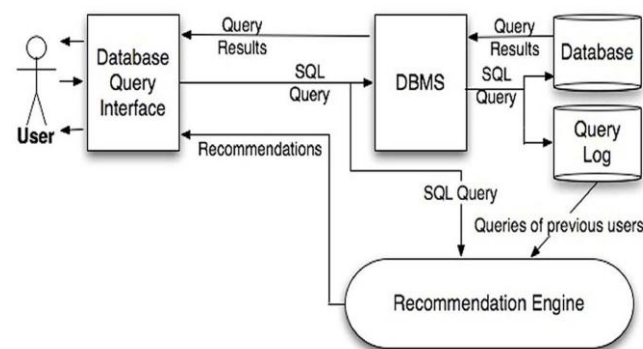 User
Database
Query
Interface
Query
Results
SQL
Query
Recommendations
DBMS
Query
Results
SQL
Query
Database
Query
Log
SQL Query
Queries of previous users
Recommendation Engine